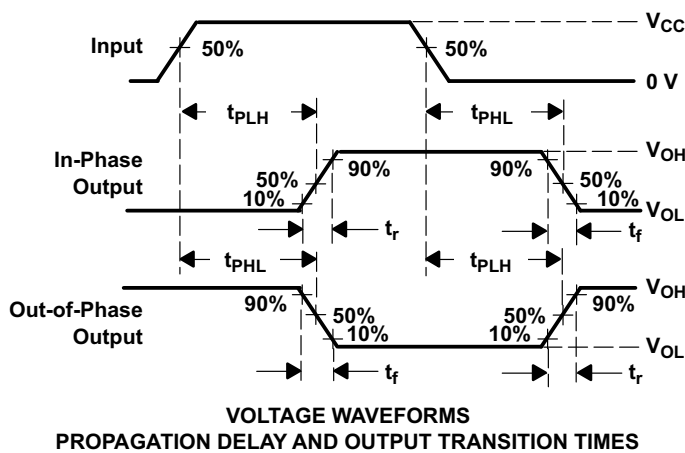 Input
50%
50%
VCC
0 V
tPLH
tPHL
In-Phase
Output
50%
10%
90%
90%
50%
10%
VOH
VOL
tr
tf
tPHL
tPLH
Out-of-Phase
Output
90%
50%
10%
50%
10%
90%
VOH
VOL
tf
tr
VOLTAGE WAVEFORMS
PROPAGATION DELAY AND OUTPUT TRANSITION TIMES